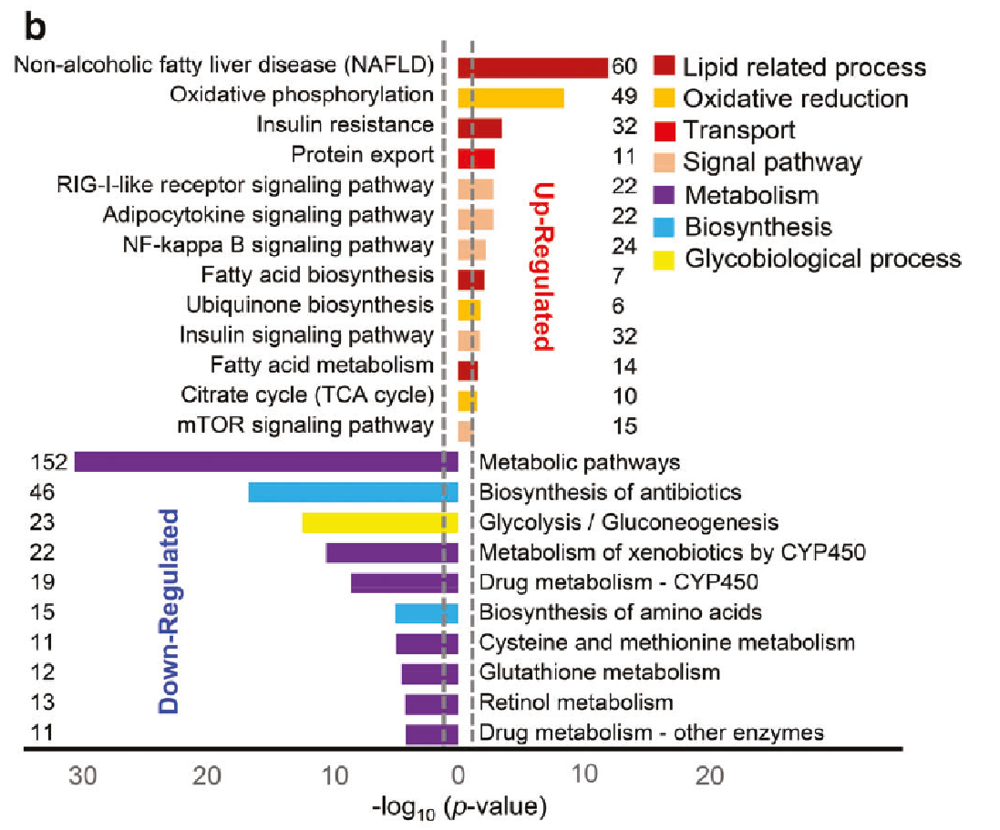 b
Non-alcoholic fatty liver disease (NAFLD) 60
Oxidative phosphorylation 49
Insulin resistance 32
Protein export 11
RIG-I-like receptor signaling pathway 22
Adipocytokine signaling pathway 22
NF-kappa B signaling pathway 24
Fatty acid biosynthesis 7
Ubiquinone biosynthesis 6
Insulin signaling pathway 32
Fatty acid metabolism 14
Citrate cycle (TCA cycle) 10
mTOR signaling pathway 15
Up-Regulated
Lipid related process
Oxidative reduction
Transport
Signal pathway
Metabolism
Biosynthesis
Glycobiological process
152 Metabolic pathways
46 Biosynthesis of antibiotics
23 Glycolysis / Gluconeogenesis
22 Metabolism of xenobiotics by CYP450
19 Drug metabolism - CYP450
15 Biosynthesis of amino acids
11 Cysteine and methionine metabolism
12 Glutathione metabolism
13 Retinol metabolism
11 Drug metabolism - other enzymes
Down-Regulated
30 20 10 0 10 20
-log10 (p-value)